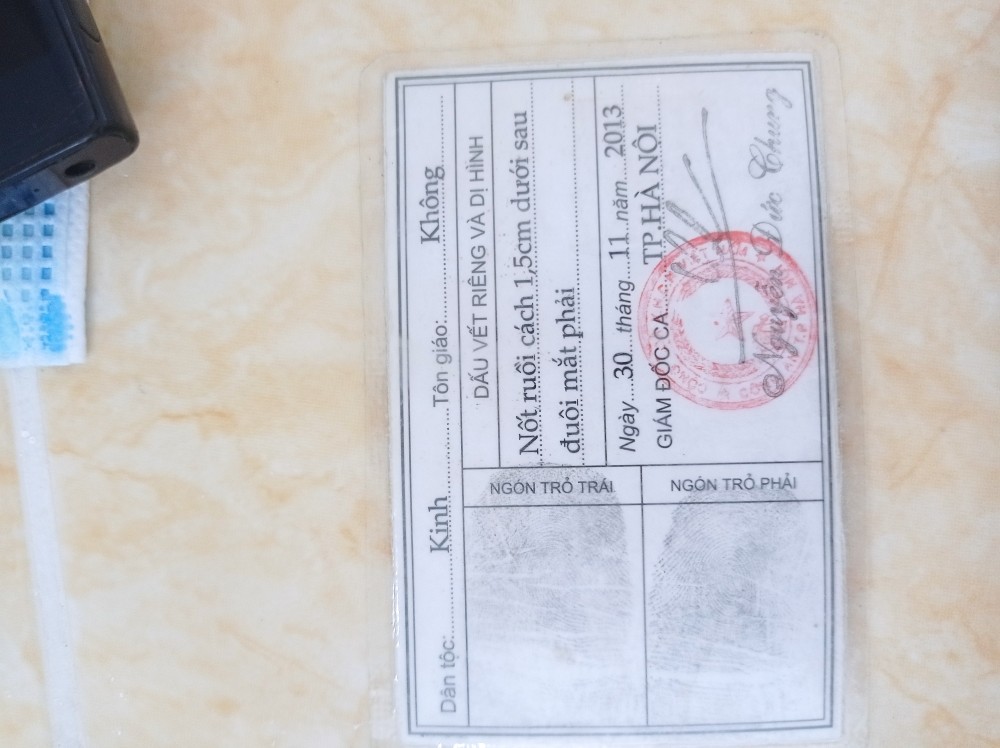 Dân tộc: Kinh Tôn giáo: Không
DẤU VẾT RIÊNG VÀ DỊ HÌNH
Nốt ruồi cách 1,5cm dưới sau
đuôi mắt phải
Ngày 30 tháng 11 năm 2013
GIÁM ĐỐC CA TP.HÀ NỘI
Nguyễn Đức Chung
NGÓN TRỎ TRÁI
NGÓN TRỎ PHẢI